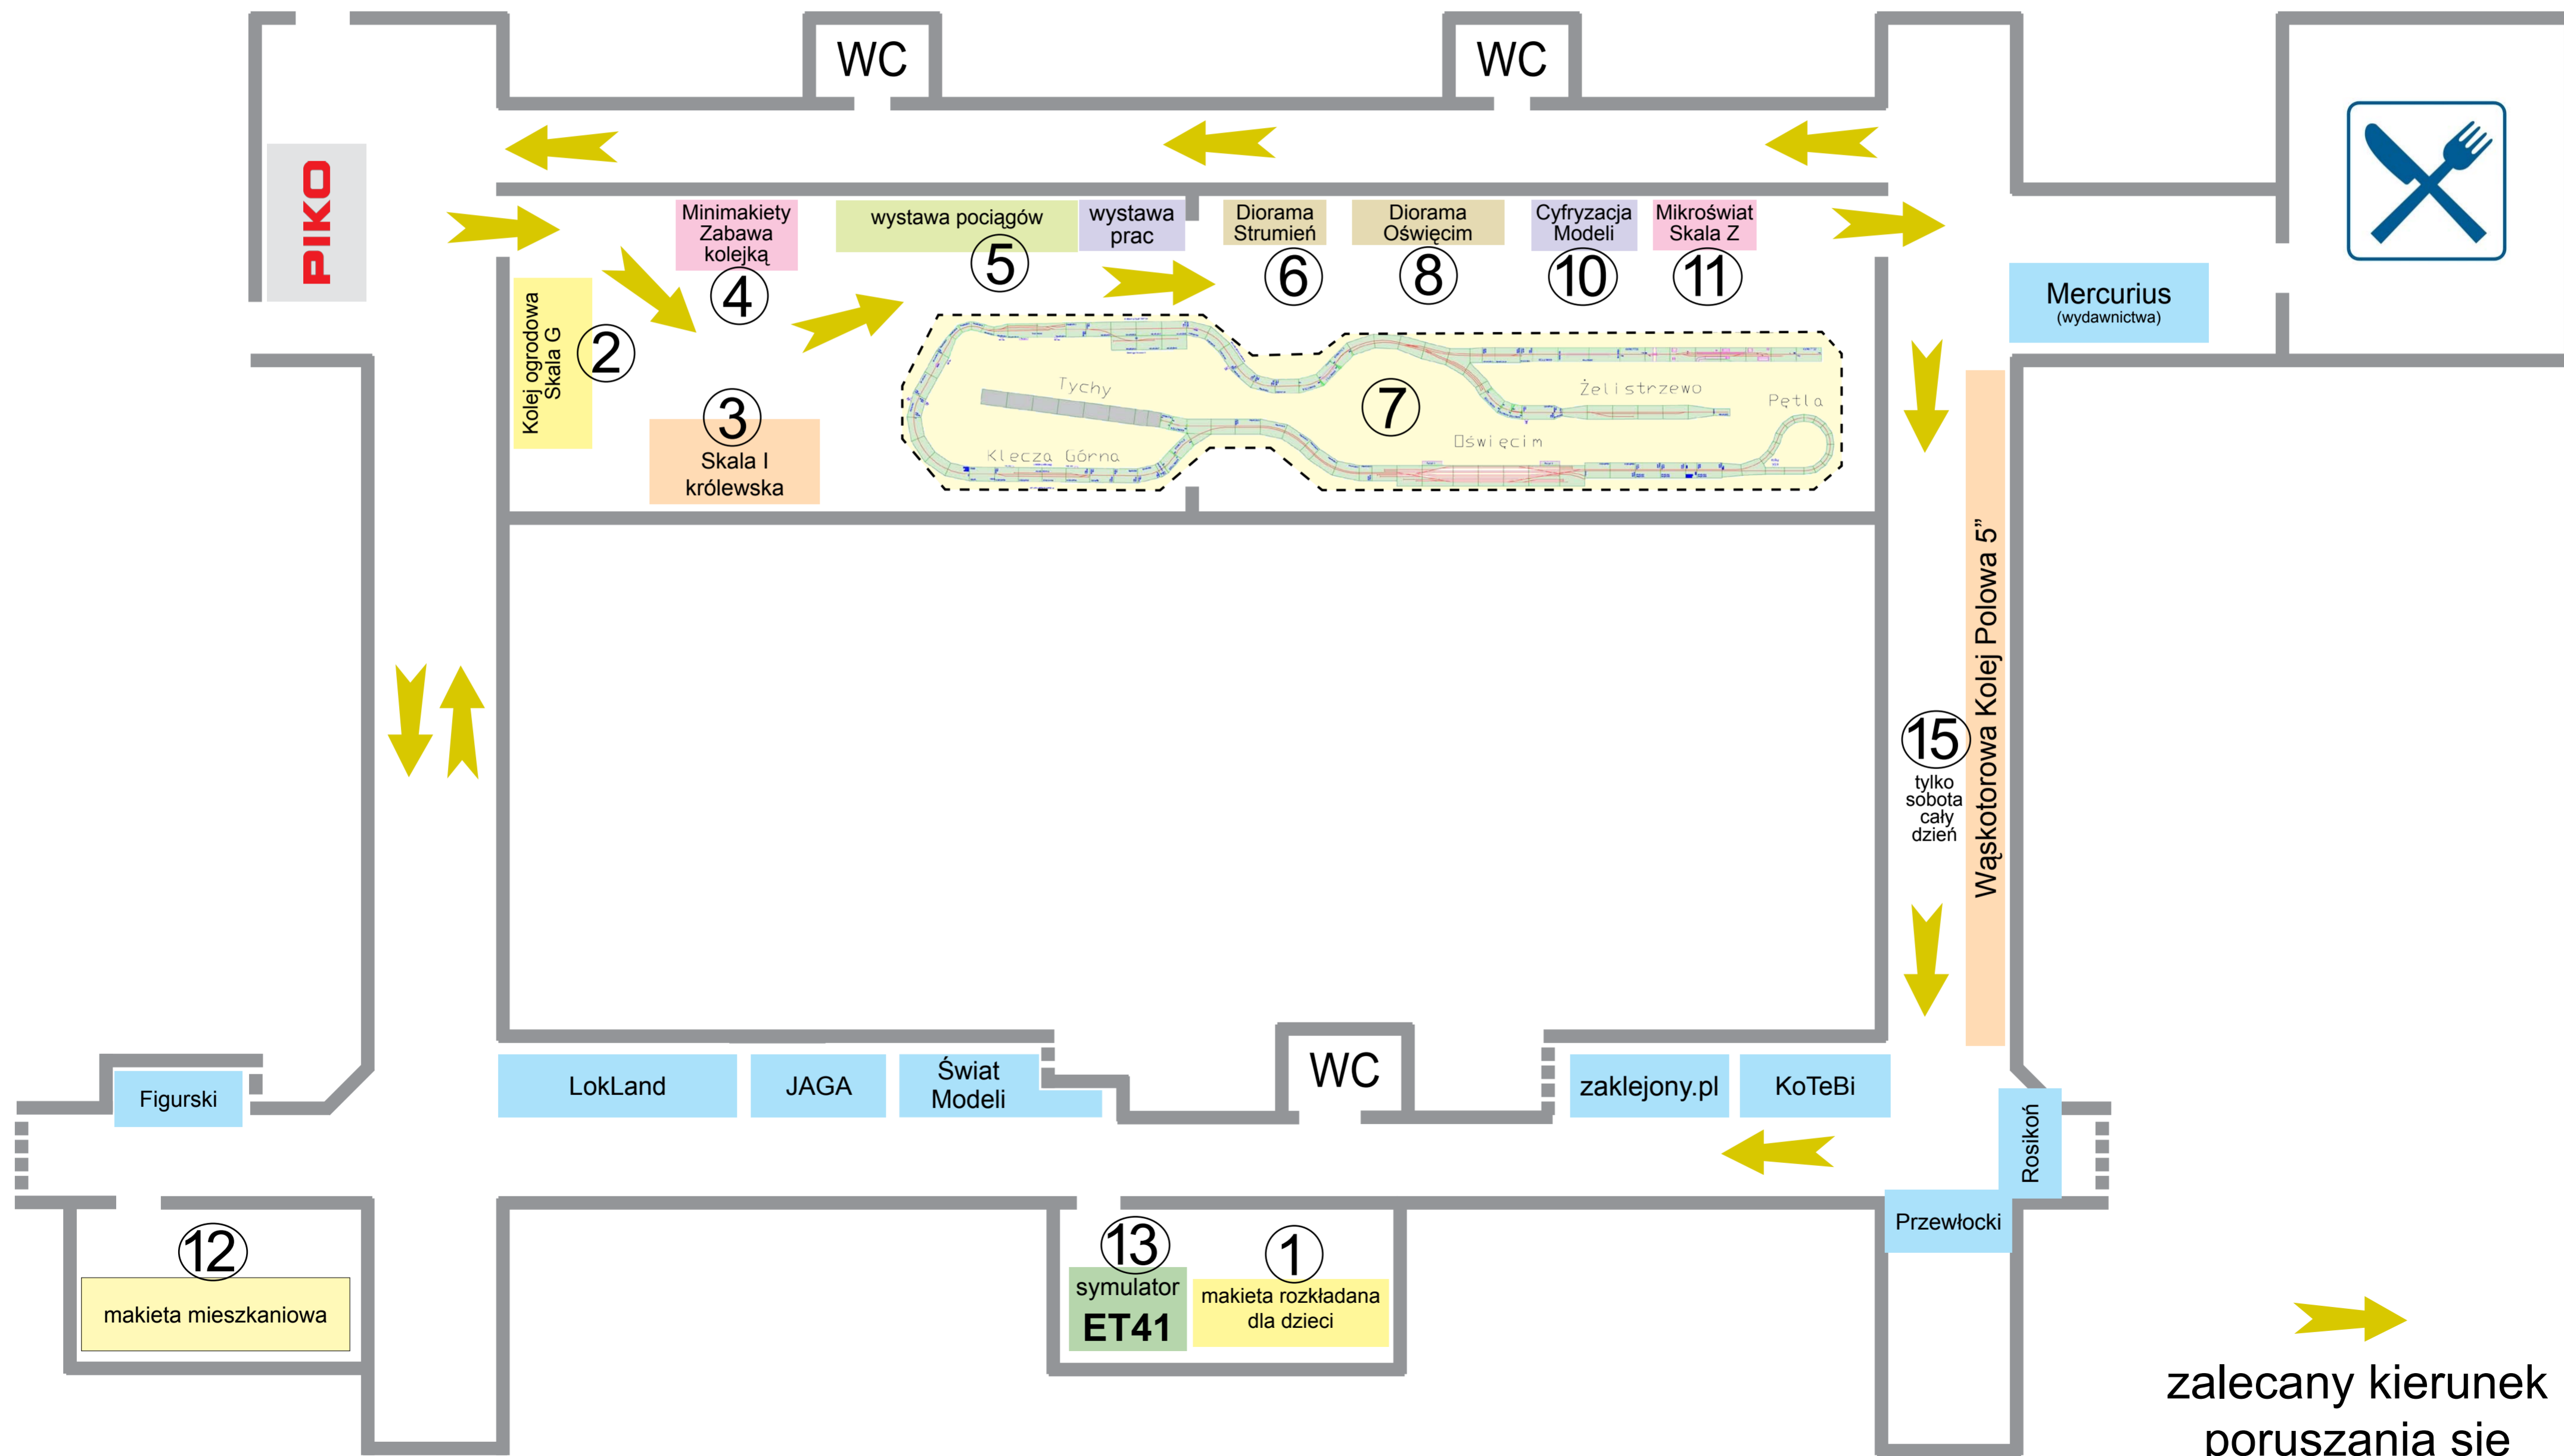 WC
WC
PIKO
Minimakiety
Zabawa
kolejką
4
wystawa pociągów
5
wystawa
prac
Diorama
Strumień
6
Diorama
Oświęcim
8
Cyfryzacja
Modeli
10
Mikroświat
Skala Z
11
Mercurius
(wydawnictwa)
Kolej ogrodowa
Skala G
2
3
Skala I
królewska
Tychy
Klecza Górna
7
Żelistrzewo
Pętla
Oświęcim
15
tylko
sobota
cały
dzień
Wąskotorowa Kolej Polowa 5”
Figurski
LokLand
JAGA
Świat
Modeli
WC
zaklejony.pl
KoTeBi
Rosikoń
Przewłocki
12
makieta mieszkaniowa
13
symulator
ET41
1
makieta rozkładana
dla dzieci
zalecany kierunek
poruszania się